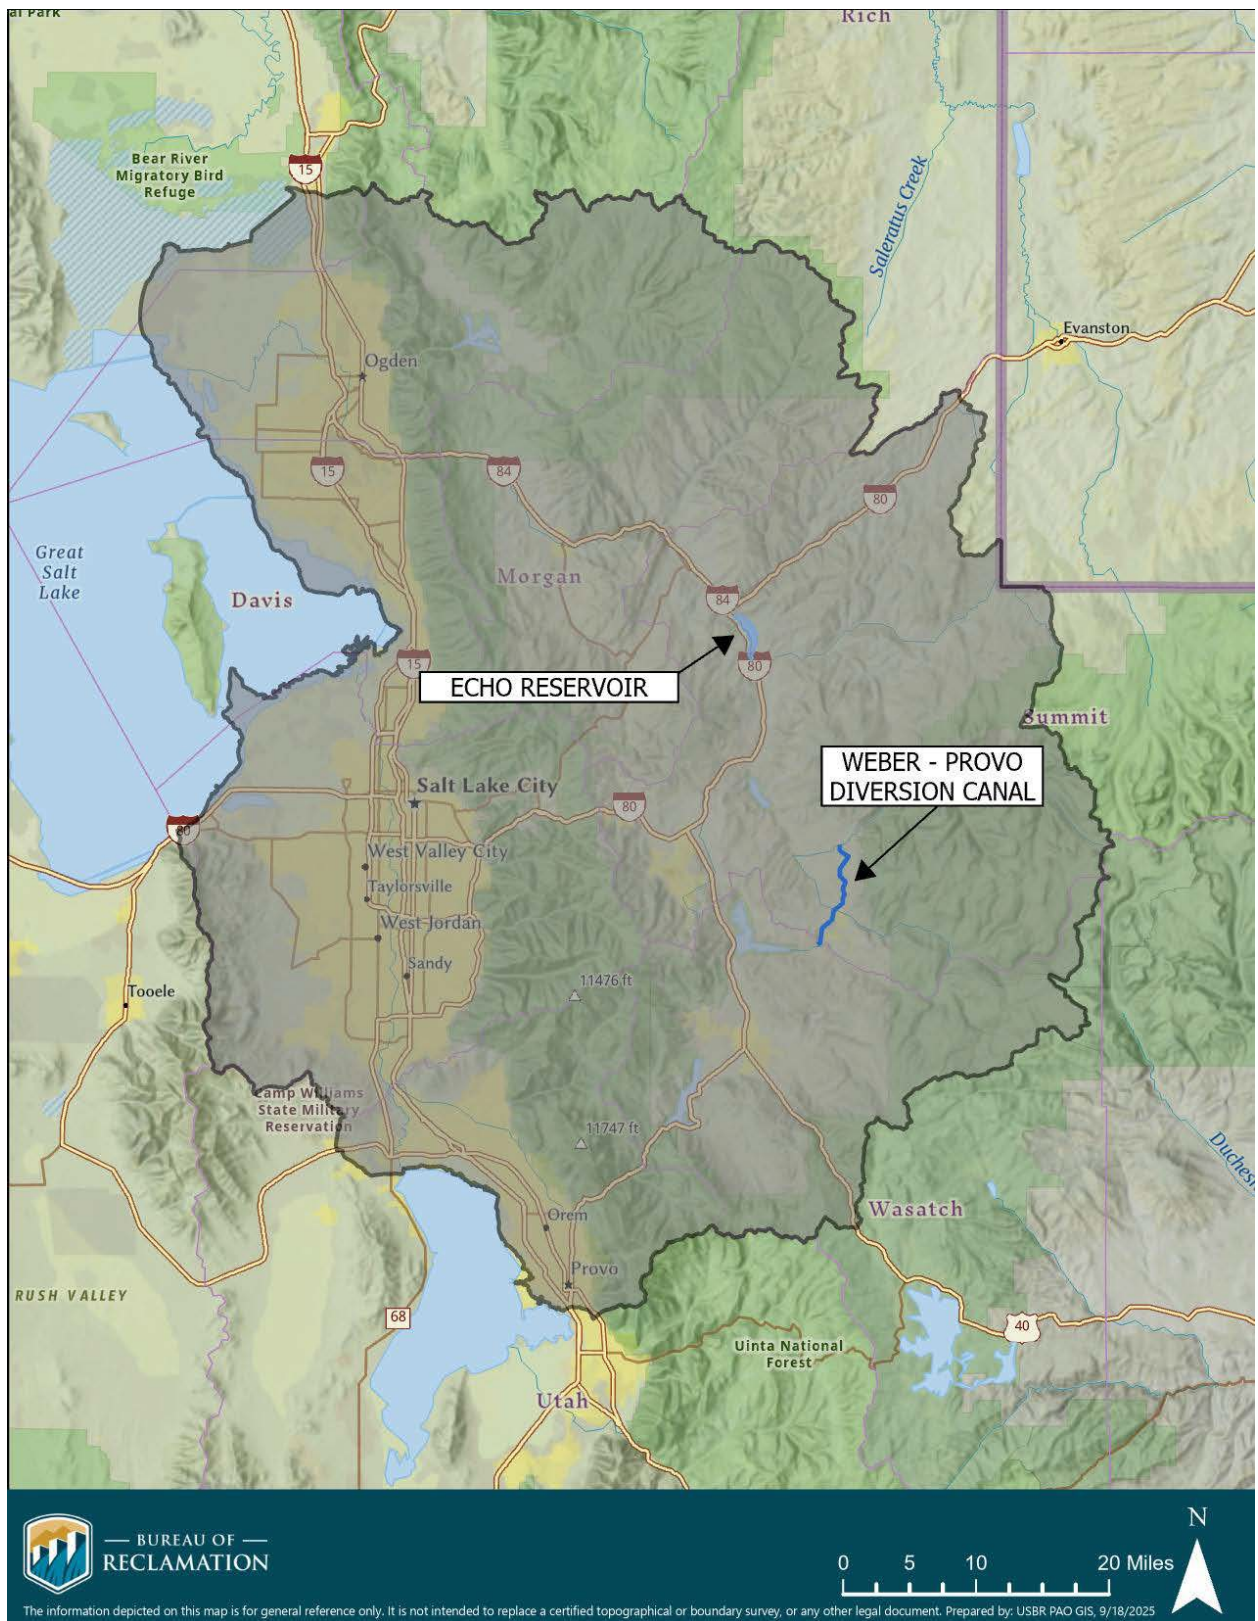 al Park
Rich
15
Bear River
Migratory Bird
Refuge
Saleratus Creek
Evanston
Ogden
15
84
80
Great
Salt
Lake
Morgan
Davis
84
15
80
ECHO RESERVOIR
Summit
WEBER - PROVO
DIVERSION CANAL
Salt Lake City
80
80
West Valley City
Taylorsville
West Jordan
Sandy
11476 ft
Tooele
Camp Williams
State Military
Reservation
11747 ft
Duches
Wasatch
Orem
Provo
RUSH VALLEY
68
40
Uinta National
Forest
Utah
BUREAU OF
RECLAMATION
N
0 5 10 20 Miles
The information depicted on this map is for general reference only. It is not intended to replace a certified topographical or boundary survey, or any other legal document. Prepared by: USBR PAO GIS, 9/18/2025